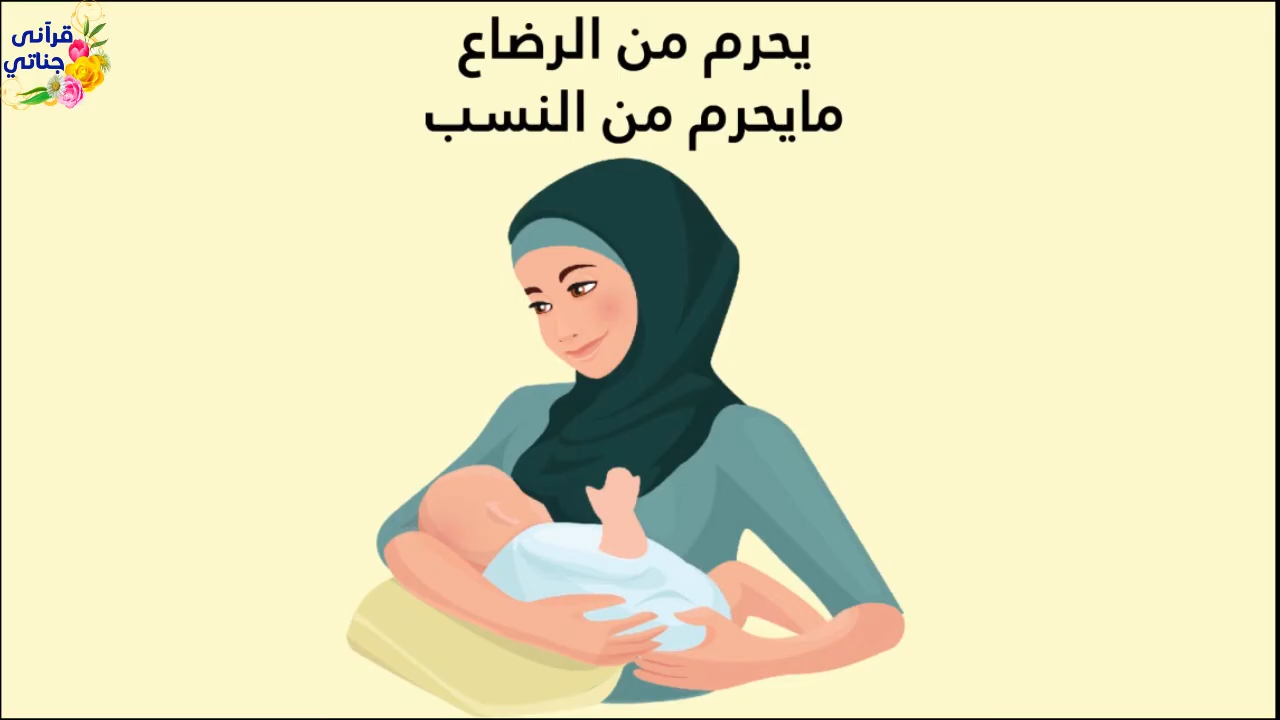 قرآنى
جناتي
يحرم من الرضاع
مايحرم من النسب